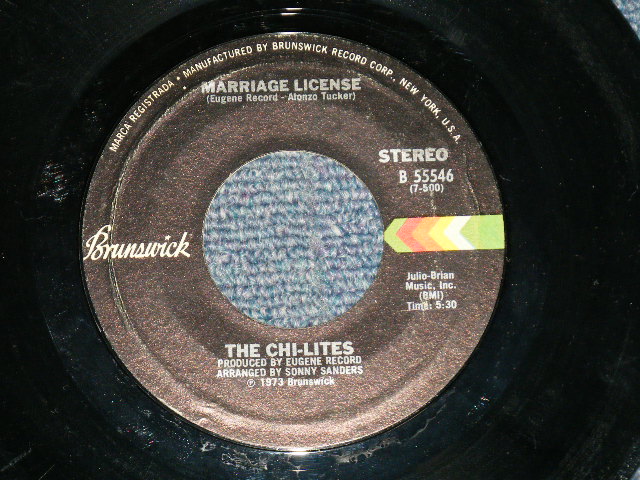 MARCA REGISTRADA • MANUFACTURED BY BRUNSWICK RECORD CORP., NEW YORK, U.S.A.
MARRIAGE LICENSE
(Eugene Record - Alonzo Tucker)
STEREO
B 55546
(7-500)
Brunswick
Julio-Brian
Music, Inc.
(BMI)
Time: 5:30
THE CHI-LITES
PRODUCED BY EUGENE RECORD
ARRANGED BY SONNY SANDERS
℗ 1973 Brunswick